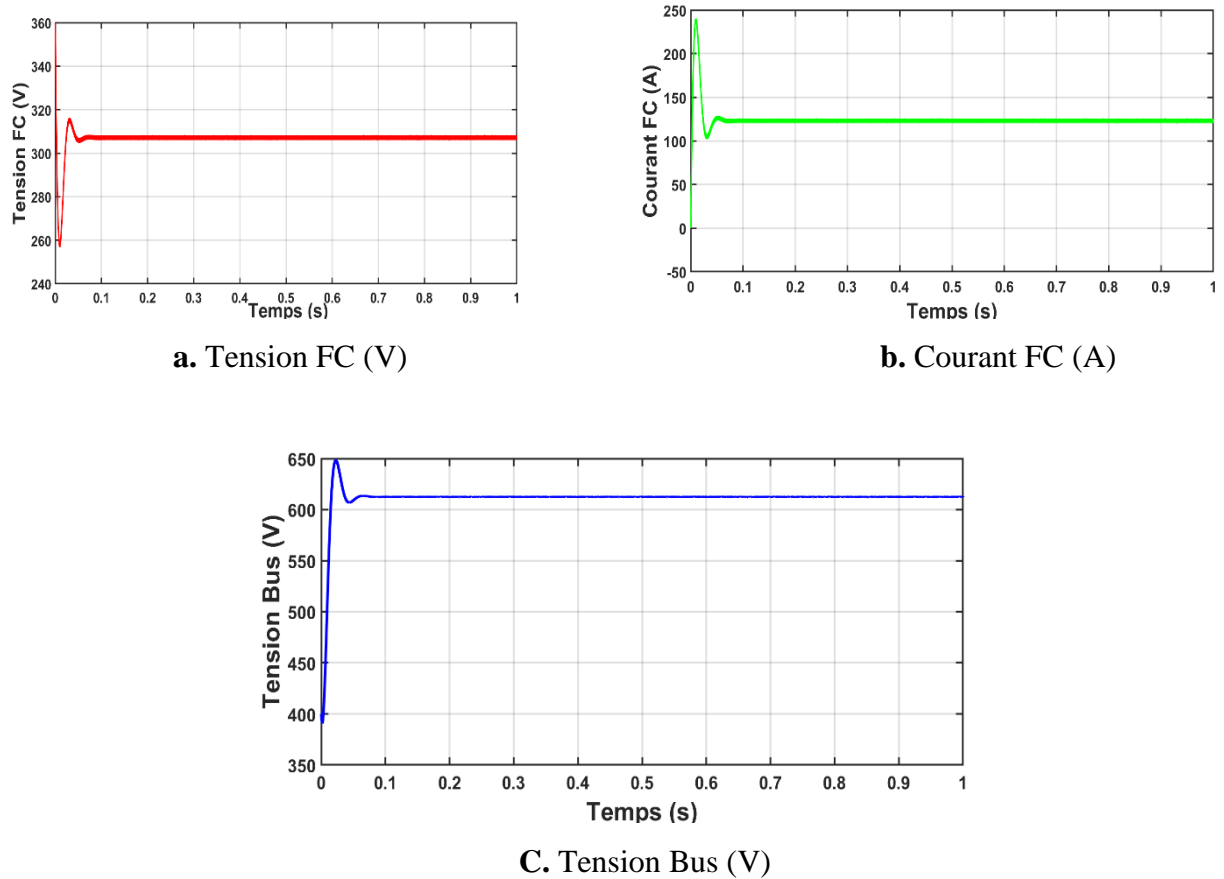 360
340
320
300
280
260
240
Tension FC (V)
0 0.1 0.2 0.3 0.4 0.5 0.6 0.7 0.8 0.9 1
Temps (s)
a. Tension FC (V)
250
200
150
100
50
0
-50
Courant FC (A)
0 0.1 0.2 0.3 0.4 0.5 0.6 0.7 0.8 0.9 1
Temps (s)
b. Courant FC (A)
650
600
550
500
450
400
350
Tension Bus (V)
0 0.1 0.2 0.3 0.4 0.5 0.6 0.7 0.8 0.9 1
Temps (s)
C. Tension Bus (V)